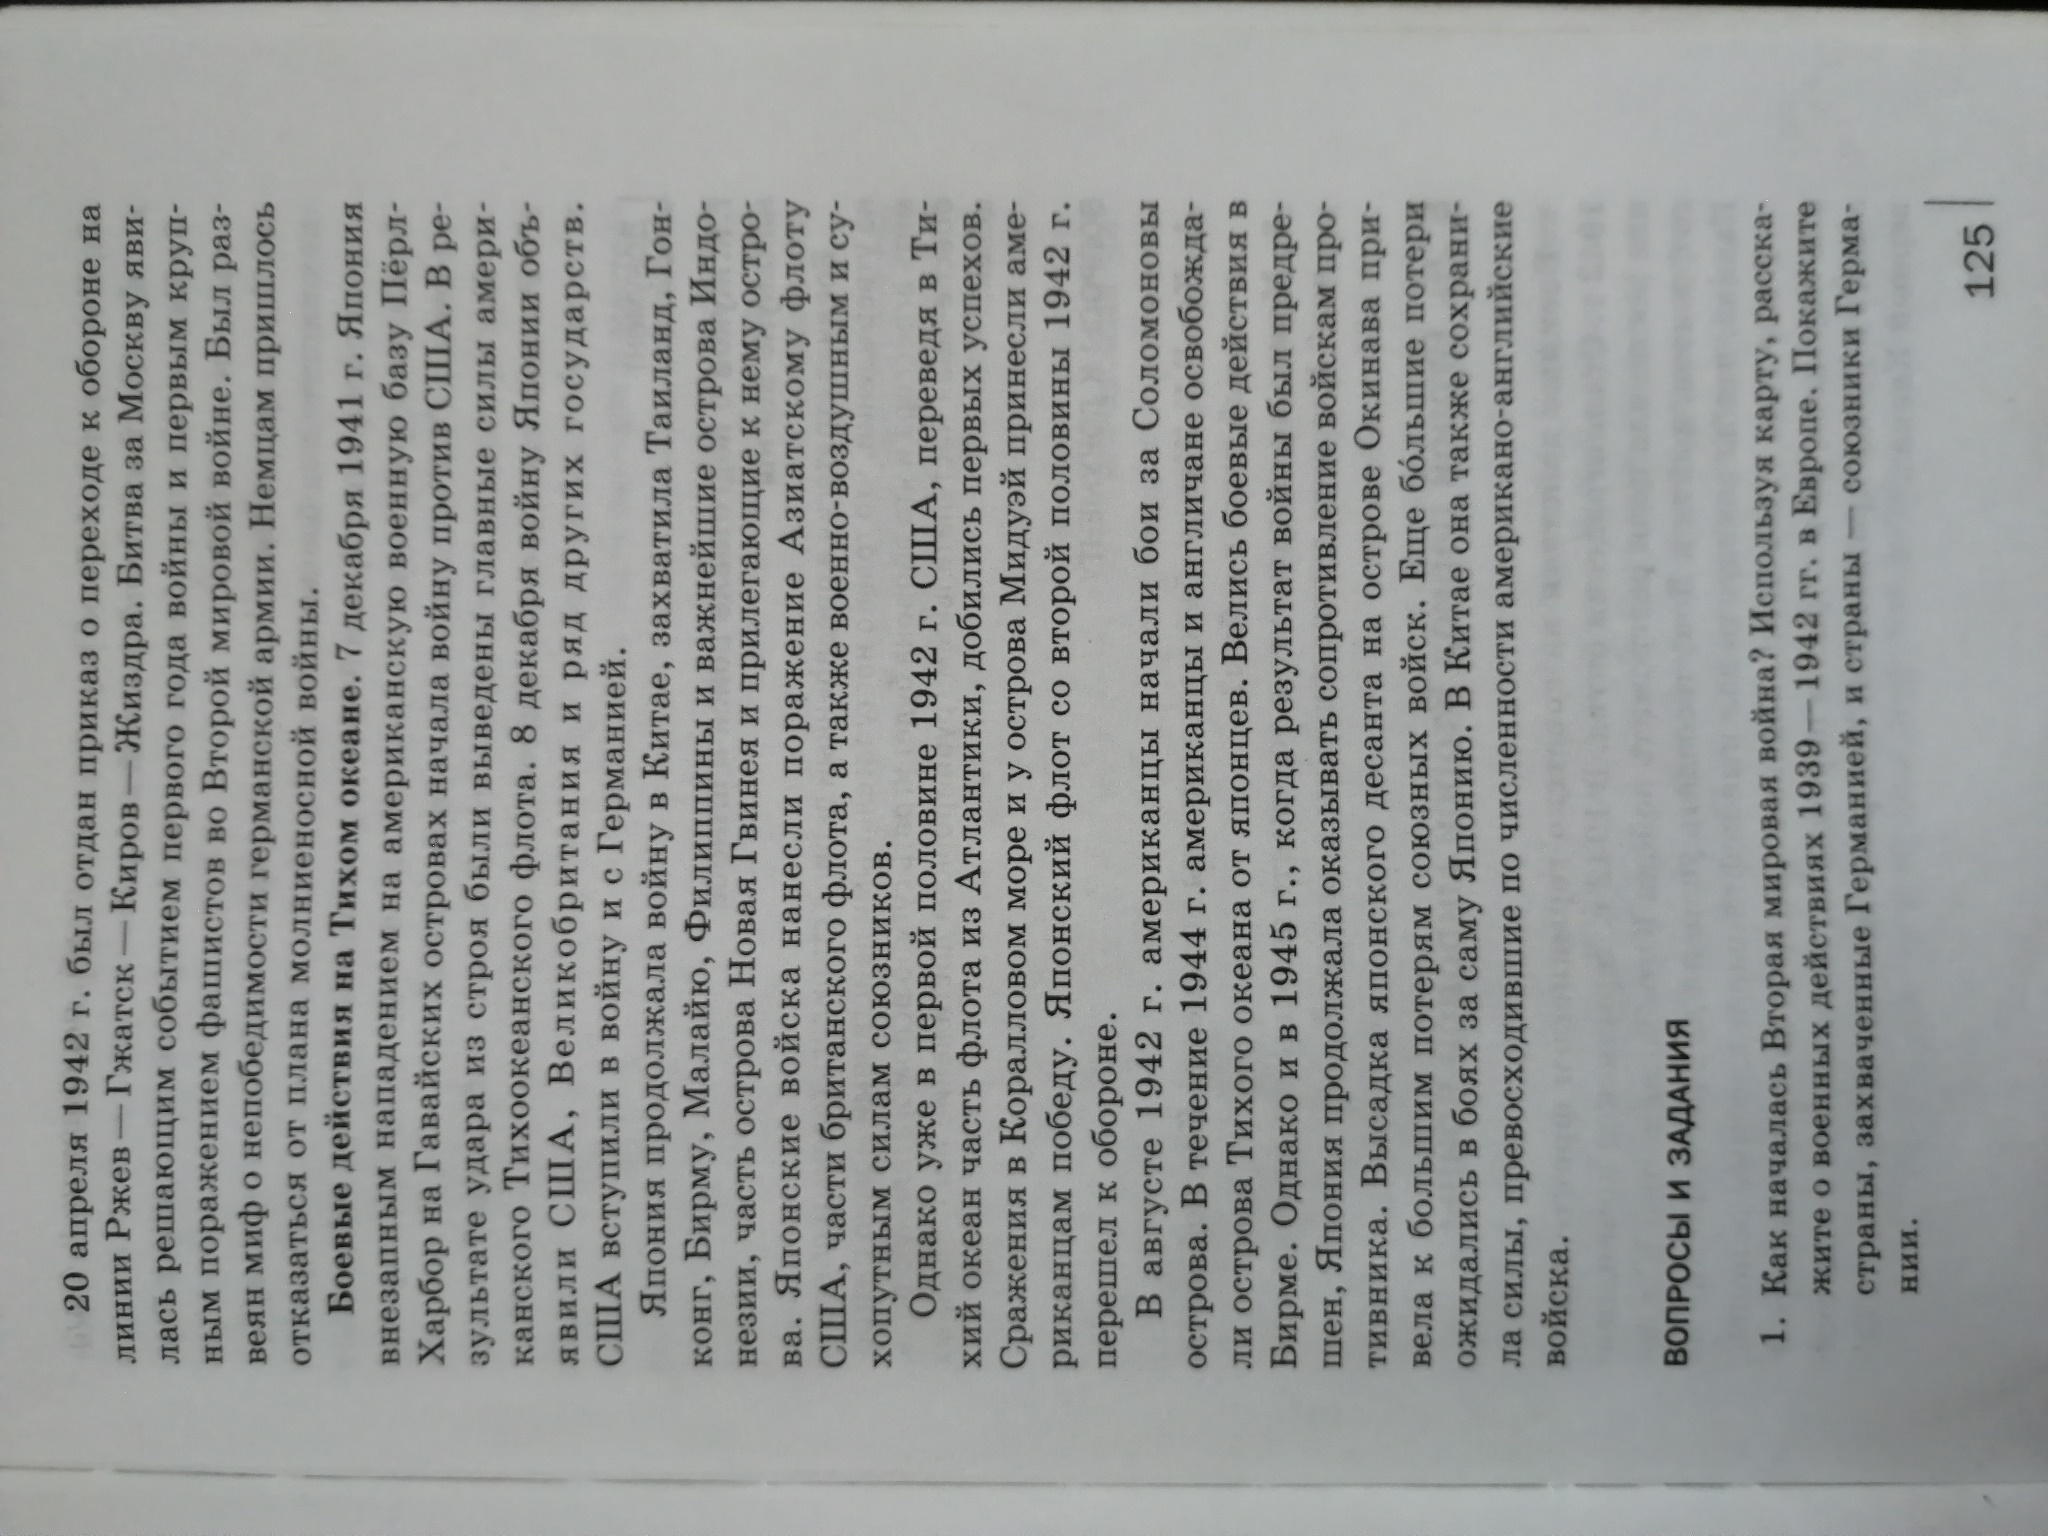 20 апреля 1942 г. был отдан приказ о переходе к обороне на
линии Ржев—Гжатск—Киров—Жиздра. Битва за Москву яви-
лась решающим событием первого года войны и первым круп-
ным поражением фашистов во Второй мировой войне. Был раз-
веян миф о непобедимости германской армии. Немцам пришлось
отказаться от плана молниеносной войны.
Боевые действия на Тихом океане. 7 декабря 1941 г. Япония
внезапным нападением на американскую военную базу Пёрл-
Харбор на Гавайских островах начала войну против США. В ре-
зультате удара из строя были выведены главные силы амери-
канского Тихоокеанского флота. 8 декабря войну Японии объ-
явили США, Великобритания и ряд других государств.
США вступили в войну и с Германией.
Япония продолжала войну в Китае, захватила Таиланд, Гон-
конг, Бирму, Малайю, Филиппины и важнейшие острова Индо-
незии, часть острова Новая Гвинея и прилегающие к нему остро-
ва. Японские войска нанесли поражение Азиатскому флоту
США, части британского флота, а также военно-воздушным и су-
хопутным силам союзников.
Однако уже в первой половине 1942 г. США, переведя в Ти-
хий океан часть флота из Атлантики, добились первых успехов.
Сражения в Коралловом море и у острова Мидуэй принесли аме-
риканцам победу. Японский флот со второй половины 1942 г.
перешел к обороне.
В августе 1942 г. американцы начали бои за Соломоновы
острова. В течение 1944 г. американцы и англичане освобожда-
ли острова Тихого океана от японцев. Велись боевые действия в
Бирме. Однако и в 1945 г., когда результат войны был предре-
шен, Япония продолжала оказывать сопротивление войскам про-
тивника. Высадка японского десанта на острове Окинава при-
вела к большим потерям союзных войск. Еще бо́льшие потери
ожидались в боях за саму Японию. В Китае она также сохрани-
ла силы, превосходившие по численности американо-английские
войска.
ВОПРОСЫ И ЗАДАНИЯ
1. Как началась Вторая мировая война? Используя карту, расска-
жите о военных действиях 1939—1942 гг. в Европе. Покажите
страны, захваченные Германией, и страны — союзники Герма-
нии.
125